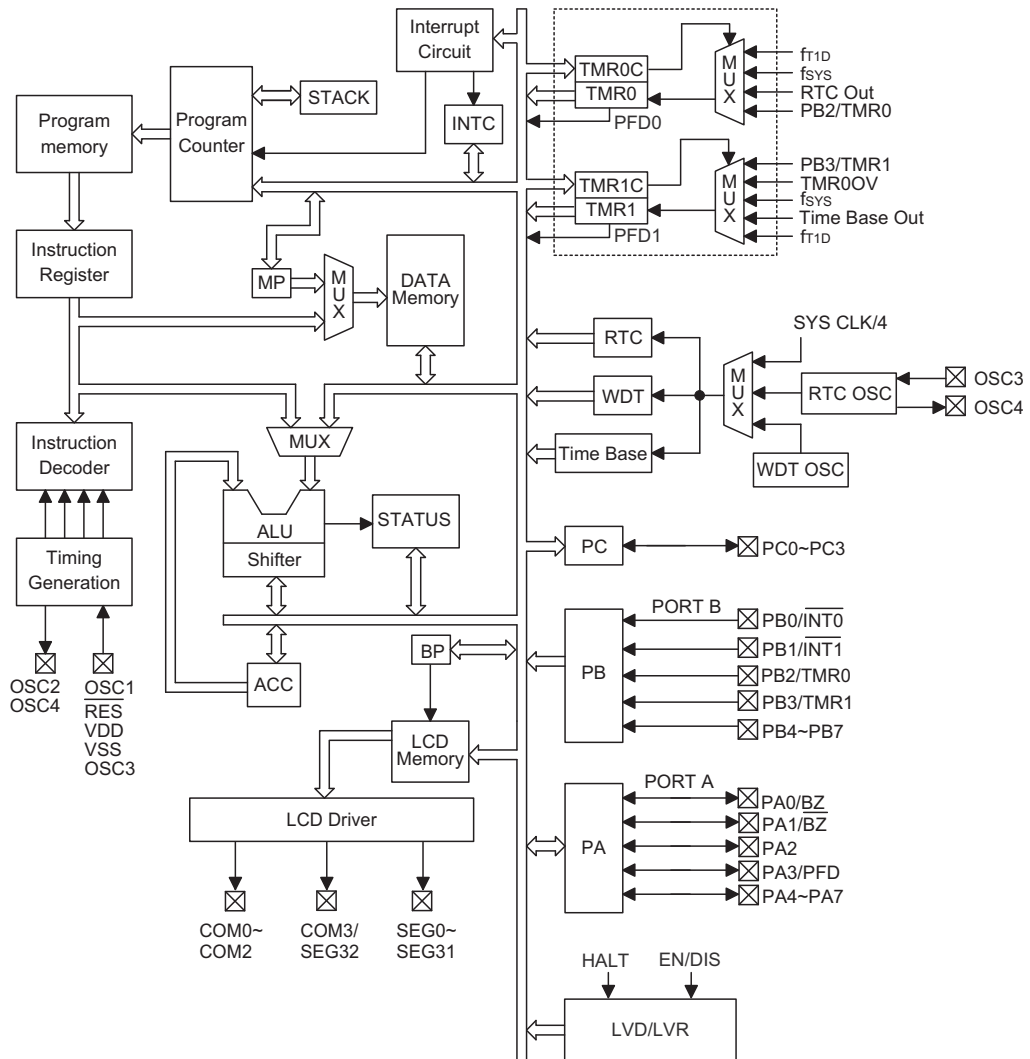 Interrupt
Circuit
STACK
INTC
Program
memory
Program
Counter
Instruction
Register
MP
MUX
DATA
Memory
MUX
Instruction
Decoder
ALU
Shifter
STATUS
Timing
Generation
OSC2
OSC4
OSC1
RES
VDD
VSS
OSC3
ACC
BP
LCD
Memory
LCD Driver
COM0~
COM2
COM3/
SEG32
SEG0~
SEG31
TMR0C
TMR0
PFD0
MUX
fT1D
fSYS
RTC Out
PB2/TMR0
TMR1C
TMR1
PFD1
MUX
PB3/TMR1
TMR0OV
fSYS
Time Base Out
fT1D
RTC
WDT
Time Base
MUX
SYS CLK/4
RTC OSC
OSC3
OSC4
WDT OSC
PC
PC0~PC3
PORT B
PB
PB0/INT0
PB1/INT1
PB2/TMR0
PB3/TMR1
PB4~PB7
PORT A
PA
PA0/BZ
PA1/BZ
PA2
PA3/PFD
PA4~PA7
HALT
EN/DIS
LVD/LVR